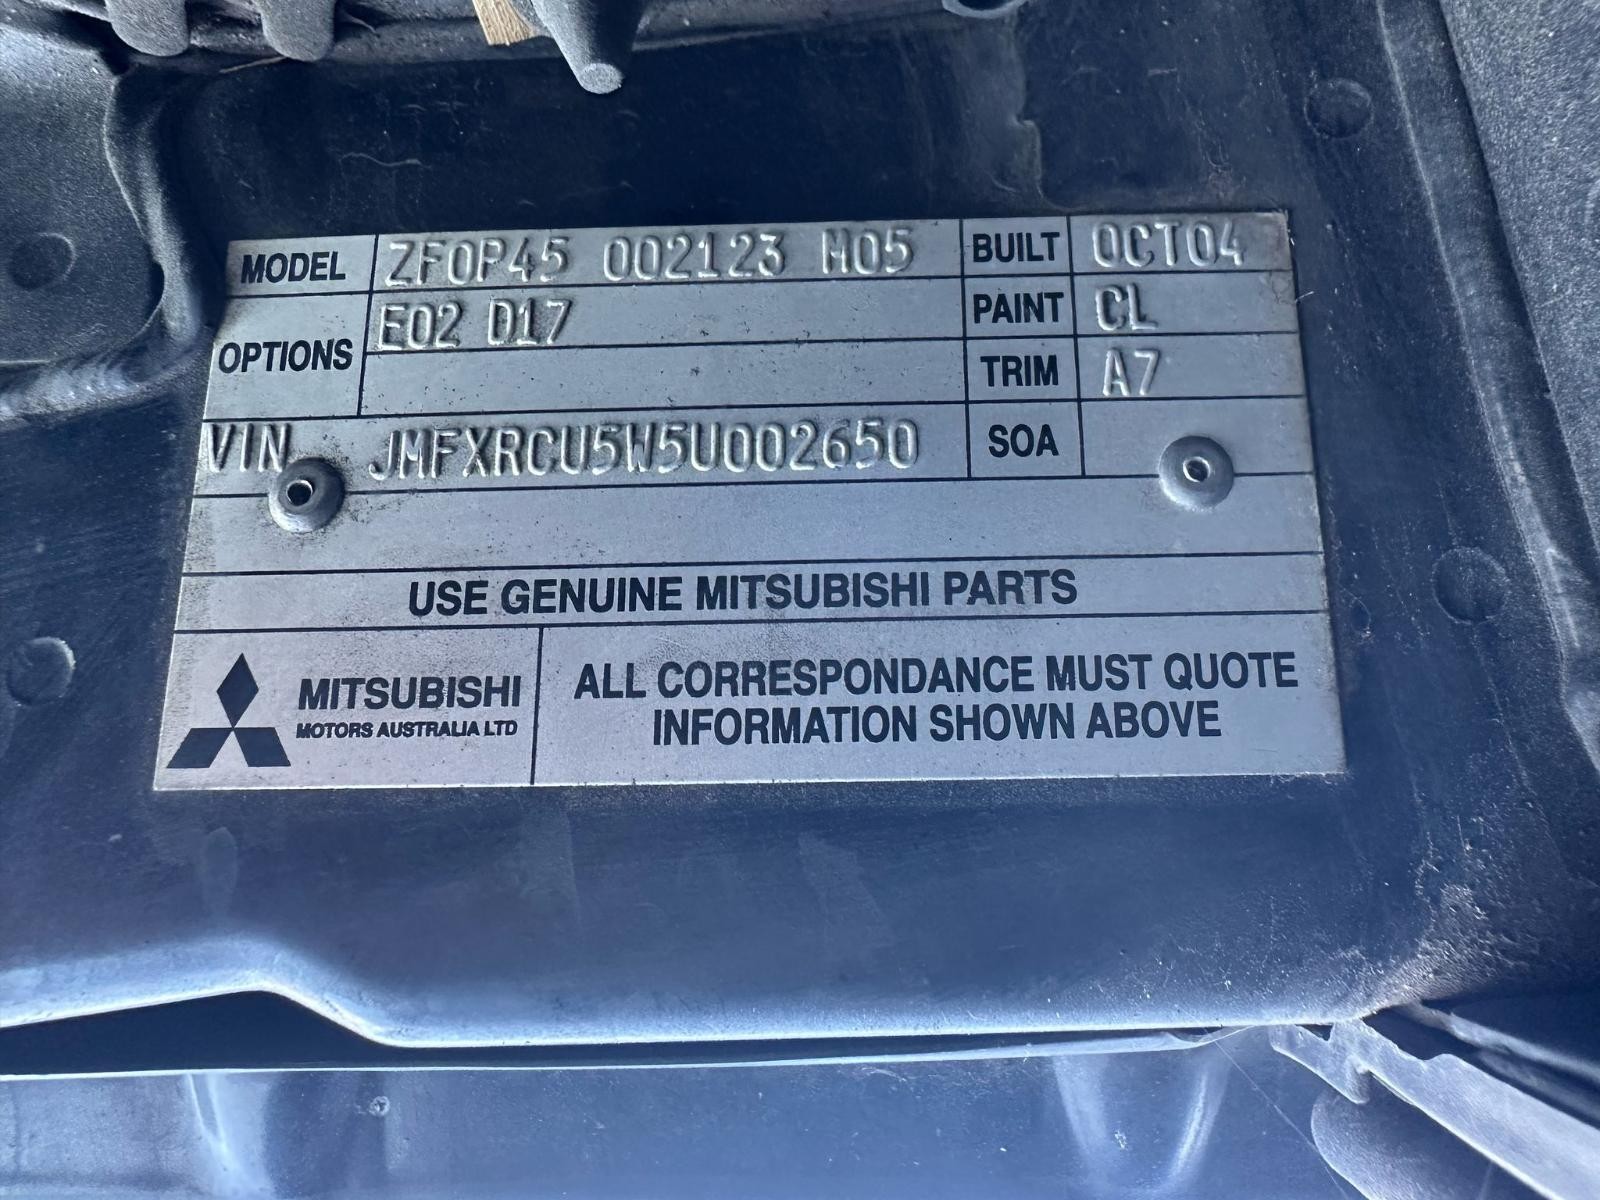 MODEL ZF0P45 002123 M05 BUILT OCT04
OPTIONS E02 D17 PAINT CL
TRIM A7
VIN JMFXRCU5W5U002650 SOA
USE GENUINE MITSUBISHI PARTS
MITSUBISHI
MOTORS AUSTRALIA LTD
ALL CORRESPONDANCE MUST QUOTE
INFORMATION SHOWN ABOVE